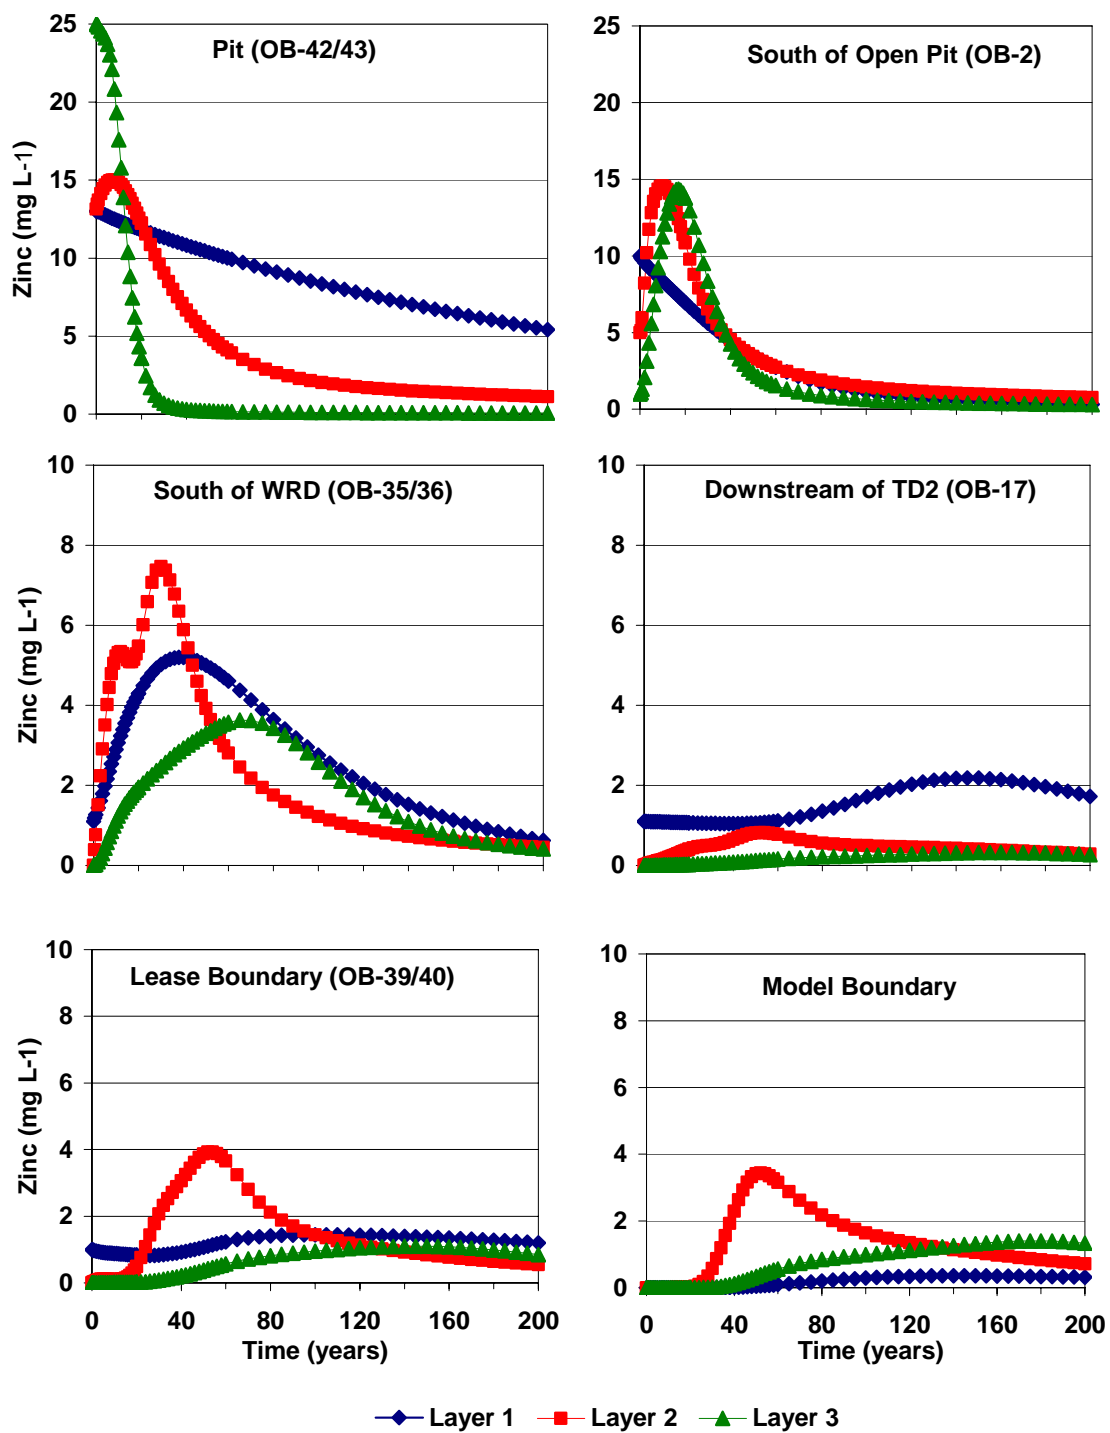 Pit (OB-42/43)
Zinc (mg L-1)
25
20
15
10
5
0
South of Open Pit (OB-2)
25
20
15
10
5
0
South of WRD (OB-35/36)
Zinc (mg L-1)
10
8
6
4
2
0
Downstream of TD2 (OB-17)
10
8
6
4
2
0
Lease Boundary (OB-39/40)
Zinc (mg L-1)
10
8
6
4
2
0
0 40 80 120 160 200
Time (years)
Model Boundary
10
8
6
4
2
0
0 40 80 120 160 200
Time (years)
Layer 1 Layer 2 Layer 3